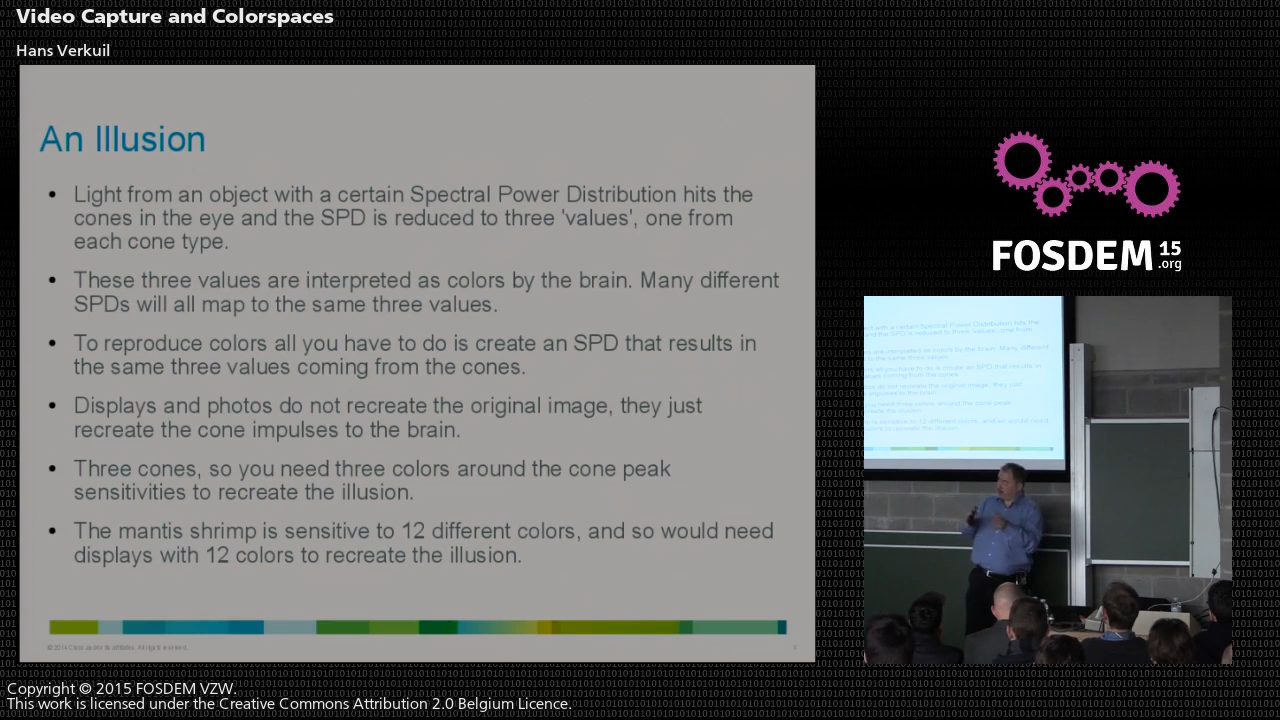 Video Capture and Colorspaces
Hans Verkuil
An Illusion
• Light from an object with a certain Spectral Power Distribution hits the
cones in the eye and the SPD is reduced to three 'values', one from
each cone type.
• These three values are interpreted as colors by the brain. Many different
SPDs will all map to the same three values.
• To reproduce colors all you have to do is create an SPD that results in
the same three values coming from the cones.
• Displays and photos do not recreate the original image, they just
recreate the cone impulses to the brain.
• Three cones, so you need three colors around the cone peak
sensitivities to recreate the illusion.
• The mantis shrimp is sensitive to 12 different colors, and so would need
displays with 12 colors to recreate the illusion.
FOSDEM 15
.org
Copyright © 2015 FOSDEM VZW.
This work is licensed under the Creative Commons Attribution 2.0 Belgium Licence.